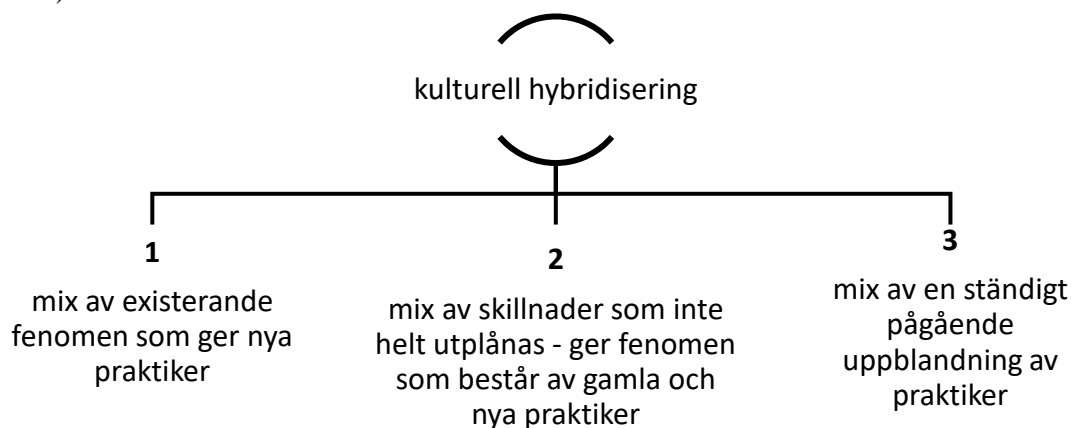 kulturell hybridisering
1
mix av existerande
fenomen som ger nya
praktiker
2
mix av skillnader som inte
helt utplånas - ger fenomen
som består av gamla och
nya praktiker
3
mix av en ständigt
pågående
uppblandning av
praktiker